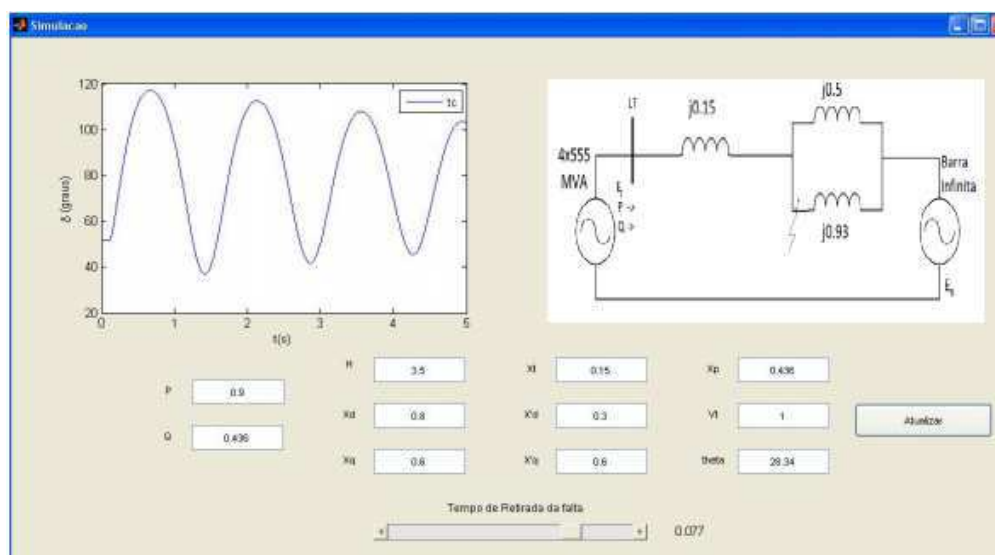 Simulacao
120
100
80
60
40
20
0
1
2
3
4
5
δ (graus)
t(s)
tc
LT
j0.15
j0.5
j0.93
4x555
MVA
Et
P ->
Q ->
Barra
Infinita
EB
P
0.9
Q
0.436
H
3.5
Xd
0.8
Xq
0.6
Xl
0.15
X'd
0.3
X'q
0.6
Xp
0.436
Vt
1
theta
28.34
Atualizar
Tempo de Retirada da falta
0.077